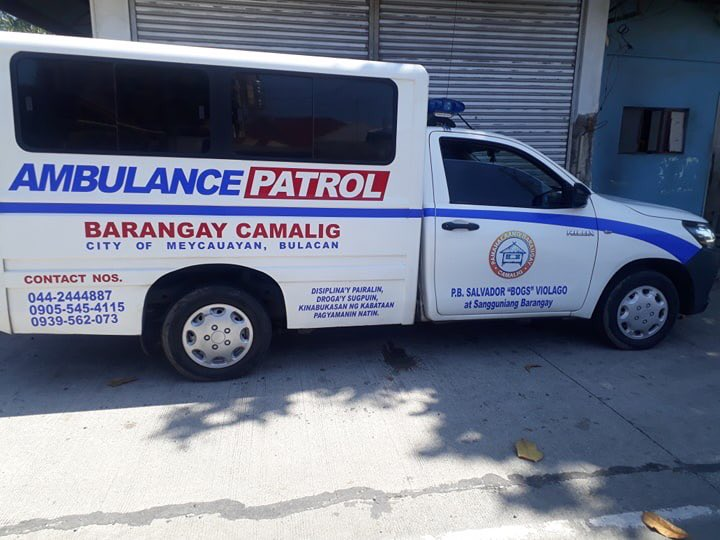 AMBULANCE PATROL
BARANGAY CAMALIG
CITY OF MEYCAUAYAN, BULACAN
CONTACT NOS.
044-2444887
0905-545-4115
0939-562-073
DISIPLINA'Y PAIRALIN,
DROGA'Y SUGPUIN,
KINABUKASAN NG KABATAAN
PAGYAMANIN NATIN.
CAMALIG
P.B. SALVADOR "BOGS" VIOLAGO
at Sangguniang Barangay